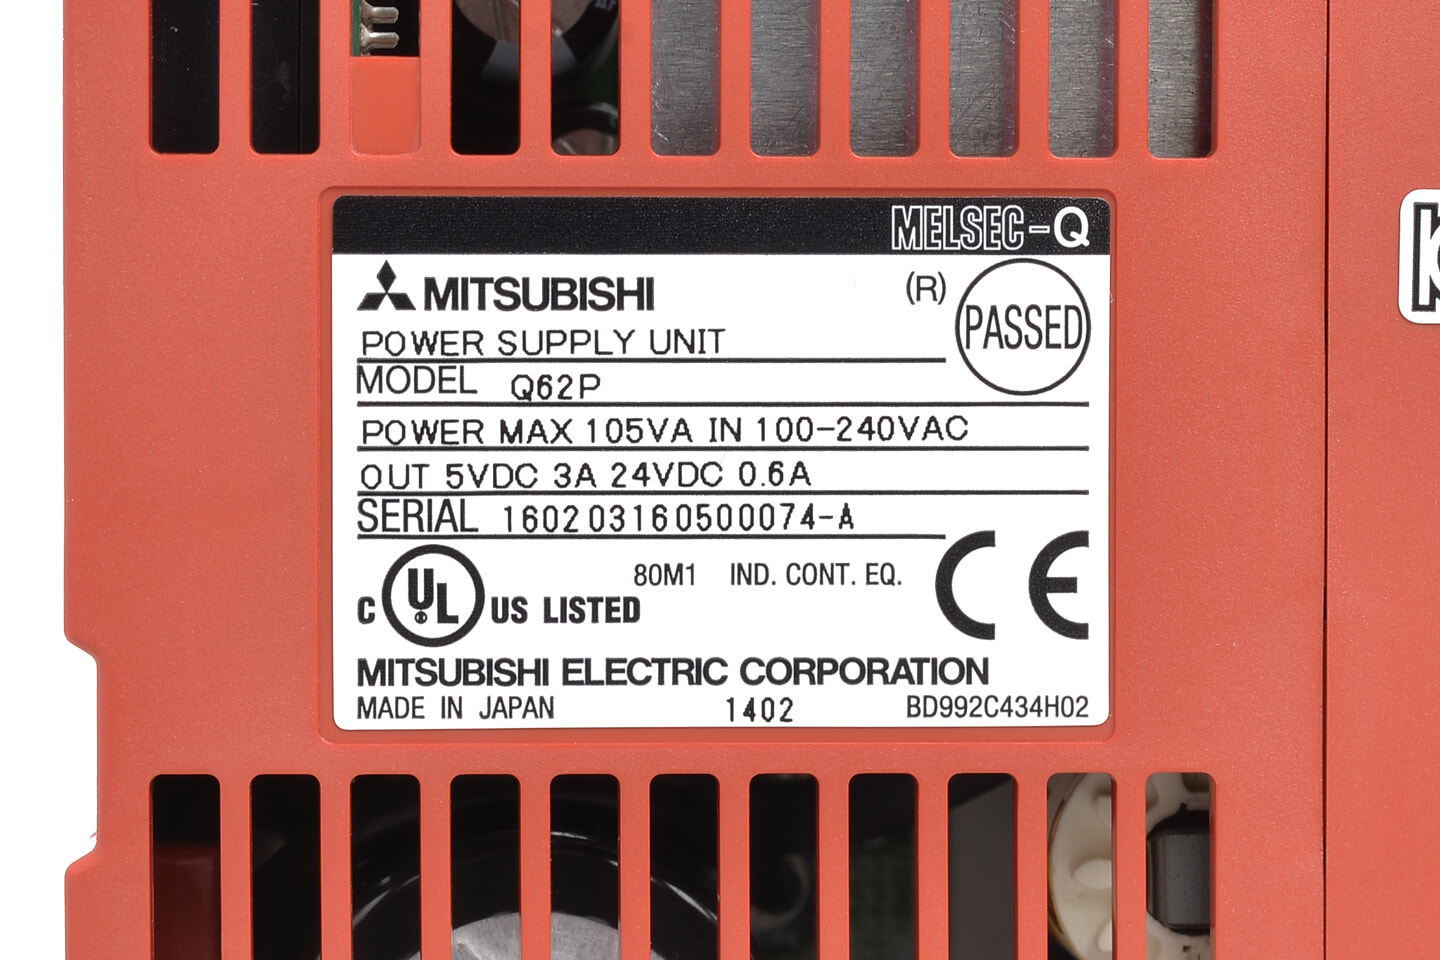 MELSEC-Q
MITSUBISHI
(R)
PASSED
POWER SUPPLY UNIT
MODEL Q62P
POWER MAX 105VA IN 100-240VAC
OUT 5VDC 3A 24VDC 0.6A
SERIAL 160203160500074-A
80M1 IND. CONT. EQ.
C UL US LISTED
CE
MITSUBISHI ELECTRIC CORPORATION
MADE IN JAPAN 1402 BD992C434H02